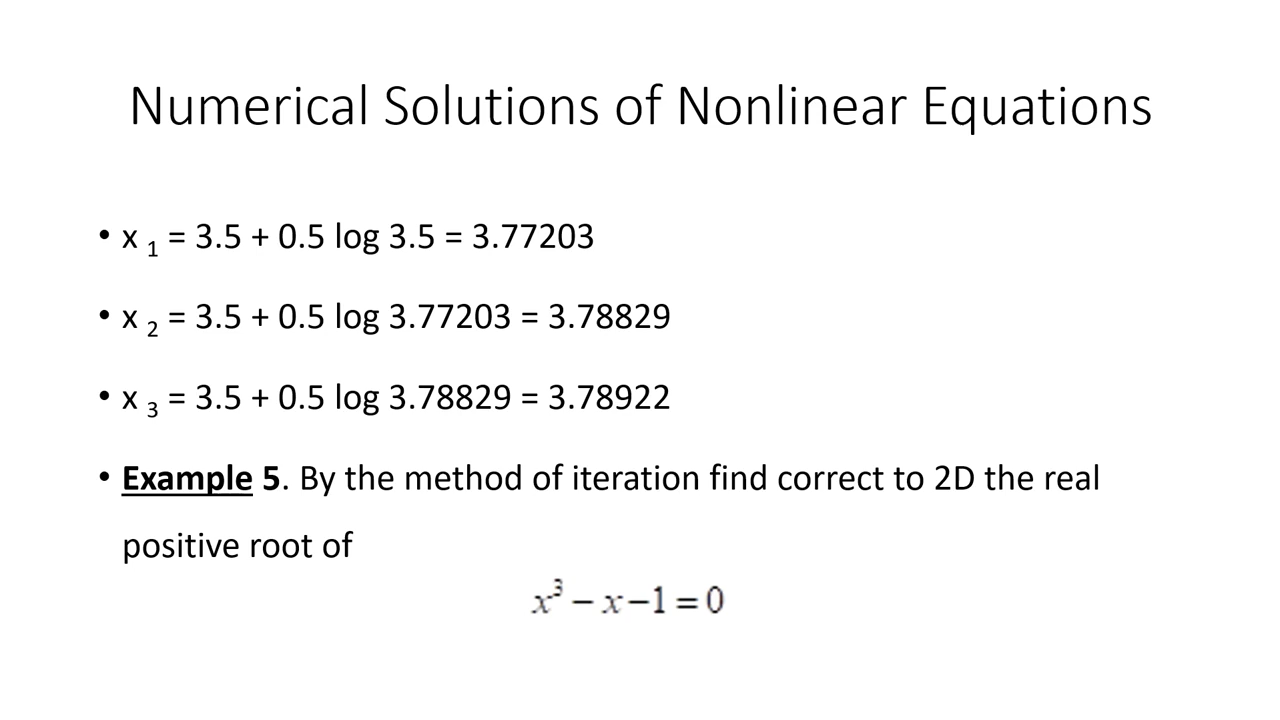 Numerical Solutions of Nonlinear Equations
• x ₁ = 3.5 + 0.5 log 3.5 = 3.77203
• x ₂ = 3.5 + 0.5 log 3.77203 = 3.78829
• x ₃ = 3.5 + 0.5 log 3.78829 = 3.78922
• Example 5. By the method of iteration find correct to 2D the real
positive root of
x³ – x – 1 = 0